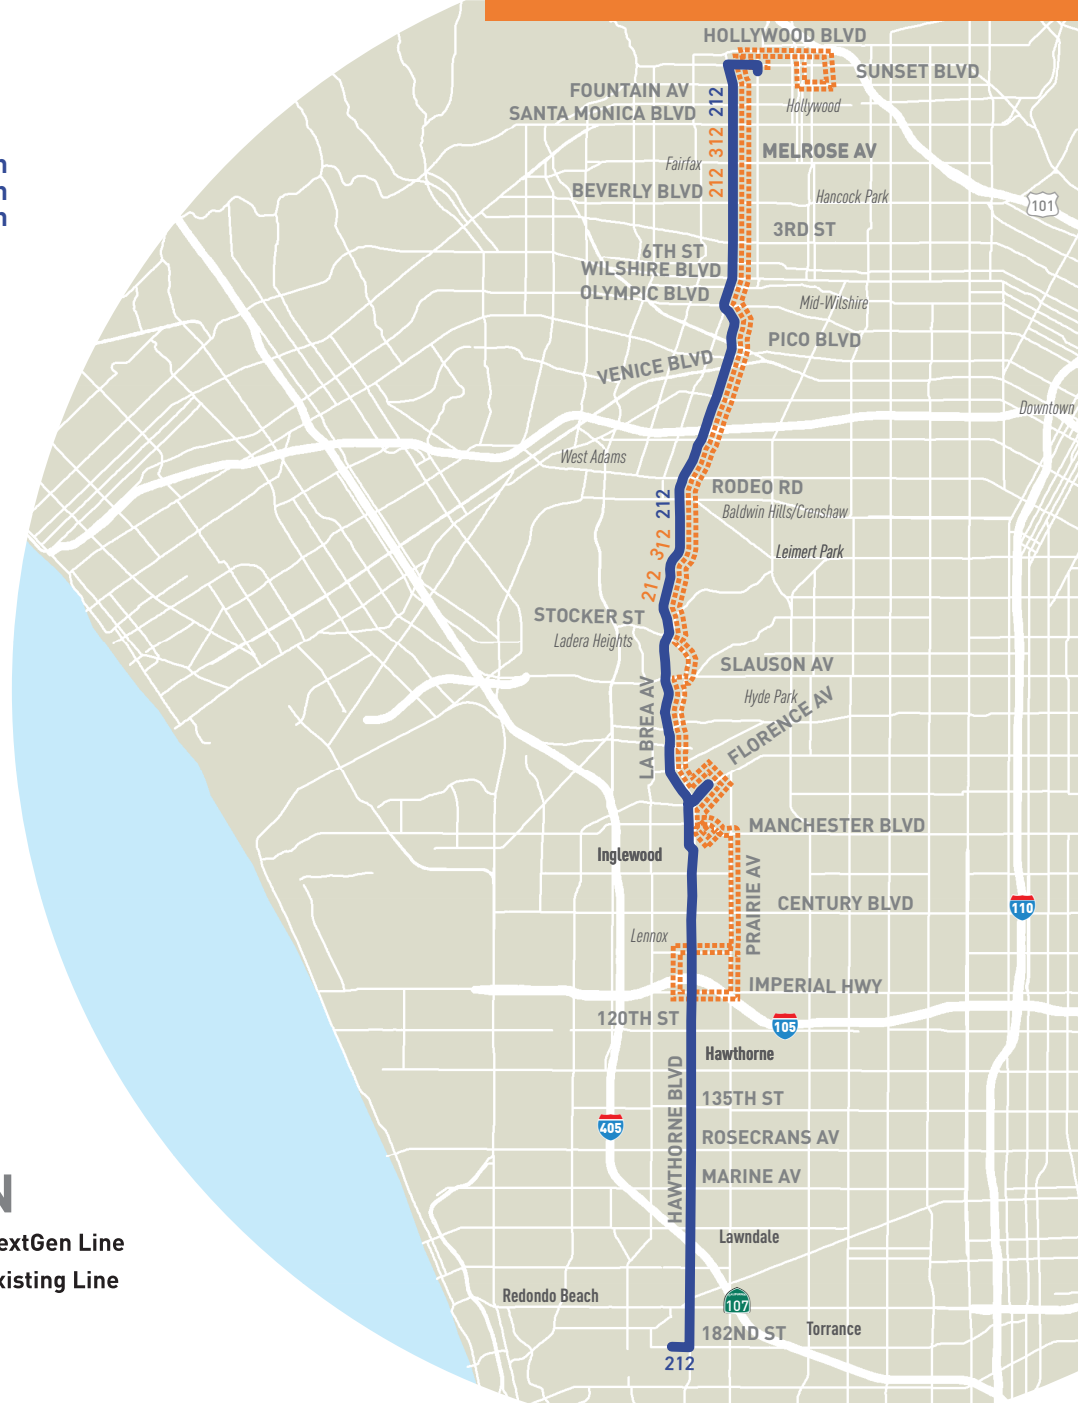 HOLLYWOOD BLVD
SUNSET BLVD
FOUNTAIN AV
212
Hollywood
SANTA MONICA BLVD
312
MELROSE AV
Fairfax
212
BEVERLY BLVD
Hancock Park
101
3RD ST
6TH ST
WILSHIRE BLVD
OLYMPIC BLVD
Mid-Wilshire
PICO BLVD
VENICE BLVD
Downtown
West Adams
RODEO RD
212
Baldwin Hills/Crenshaw
312
Leimert Park
212
STOCKER ST
Ladera Heights
SLAUSON AV
Hyde Park
LA BREA AV
FLORENCE AV
MANCHESTER BLVD
Inglewood
PRAIRIE AV
CENTURY BLVD
110
Lennox
IMPERIAL HWY
120TH ST
105
Hawthorne
HAWTHORNE BLVD
135TH ST
405
ROSECRANS AV
MARINE AV
N
Lawndale
extGen Line
xisting Line
Redondo Beach
107
182ND ST
Torrance
212